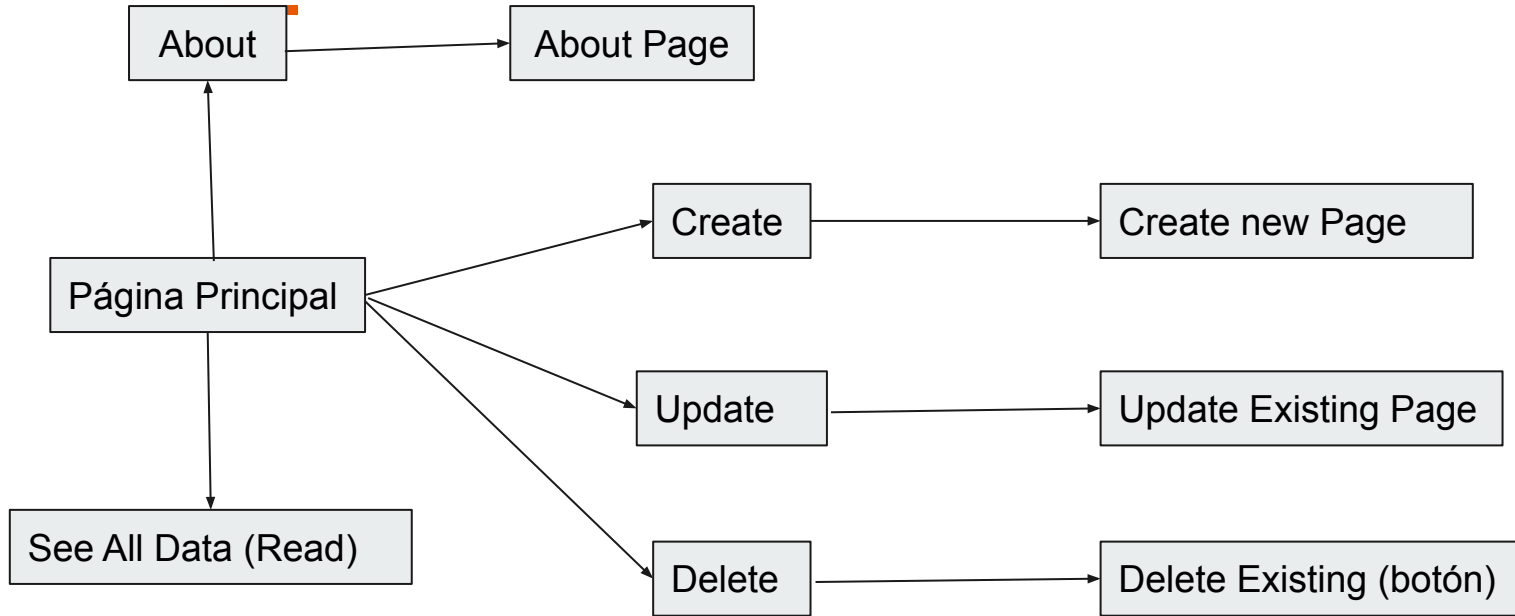 About
About Page
Create
Create new Page
Página Principal
Update
Update Existing Page
See All Data (Read)
Delete
Delete Existing (botón)